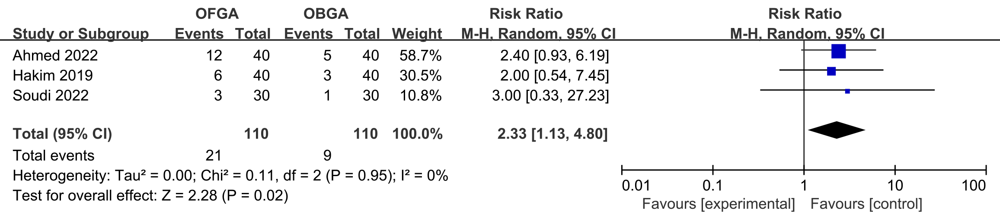 OFGA OBGA Risk Ratio Risk Ratio
Study or Subgroup Events Total Events Total Weight M-H, Random, 95% CI M-H, Random, 95% CI
Ahmed 2022 12 40 5 40 58.7% 2.40 [0.93, 6.19]
Hakim 2019 6 40 3 40 30.5% 2.00 [0.54, 7.45]
Soudi 2022 3 30 1 30 10.8% 3.00 [0.33, 27.23]
Total (95% CI) 110 110 100.0% 2.33 [1.13, 4.80]
Total events 21 9
Heterogeneity: Tau² = 0.00; Chi² = 0.11, df = 2 (P = 0.95); I² = 0%
Test for overall effect: Z = 2.28 (P = 0.02)
0.01 0.1 1 10 100
Favours [experimental] Favours [control]